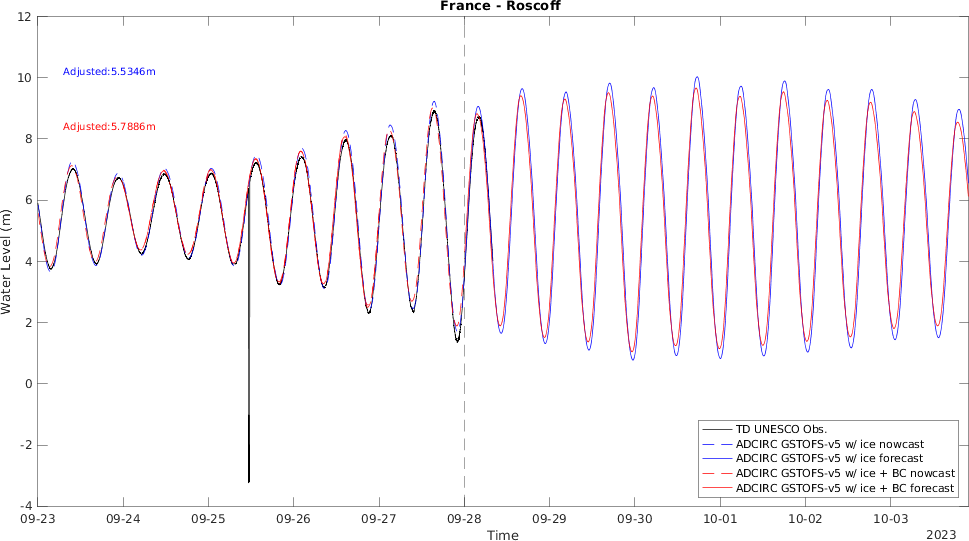 France - Roscoff
12
10
8
6
4
2
0
-2
-4
Water Level (m)
Adjusted:5.5346m
Adjusted:5.7886m
TD UNESCO Obs.
ADCIRC GSTOFS-v5 w/ ice nowcast
ADCIRC GSTOFS-v5 w/ ice forecast
ADCIRC GSTOFS-v5 w/ ice + BC nowcast
ADCIRC GSTOFS-v5 w/ ice + BC forecast
09-23 09-24 09-25 09-26 09-27 09-28 09-29 09-30 10-01 10-02 10-03
Time
2023